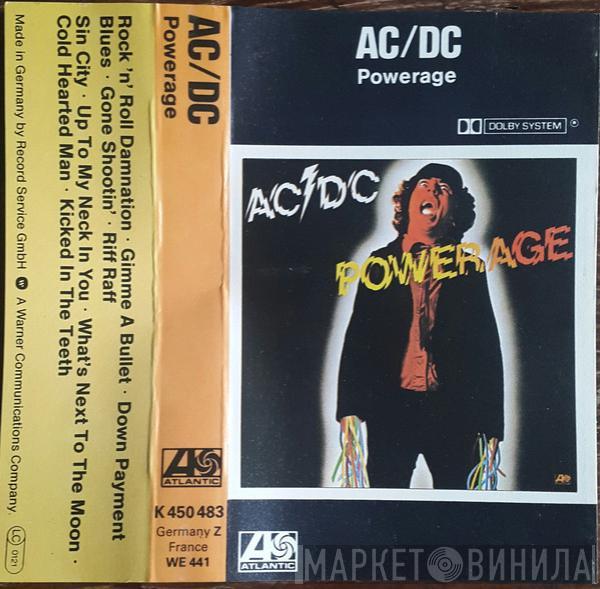 AC/DC
Powerage
DOLBY SYSTEM
AC/DC
POWERAGE
ATLANTIC
AC/DC
Powerage
ATLANTIC
K 450 483
Germany Z
France
WE 441
Rock 'n' Roll Damnation · Gimme A Bullet · Down Payment
Blues · Gone Shootin' · Riff Raff
Sin City · Up To My Neck In You · What's Next To The Moon ·
Cold Hearted Man · Kicked In The Teeth
Made in Germany by Record Service GmbH W A Warner Communications Company.
LC 0121
МАРКЕТ ВИНИЛА